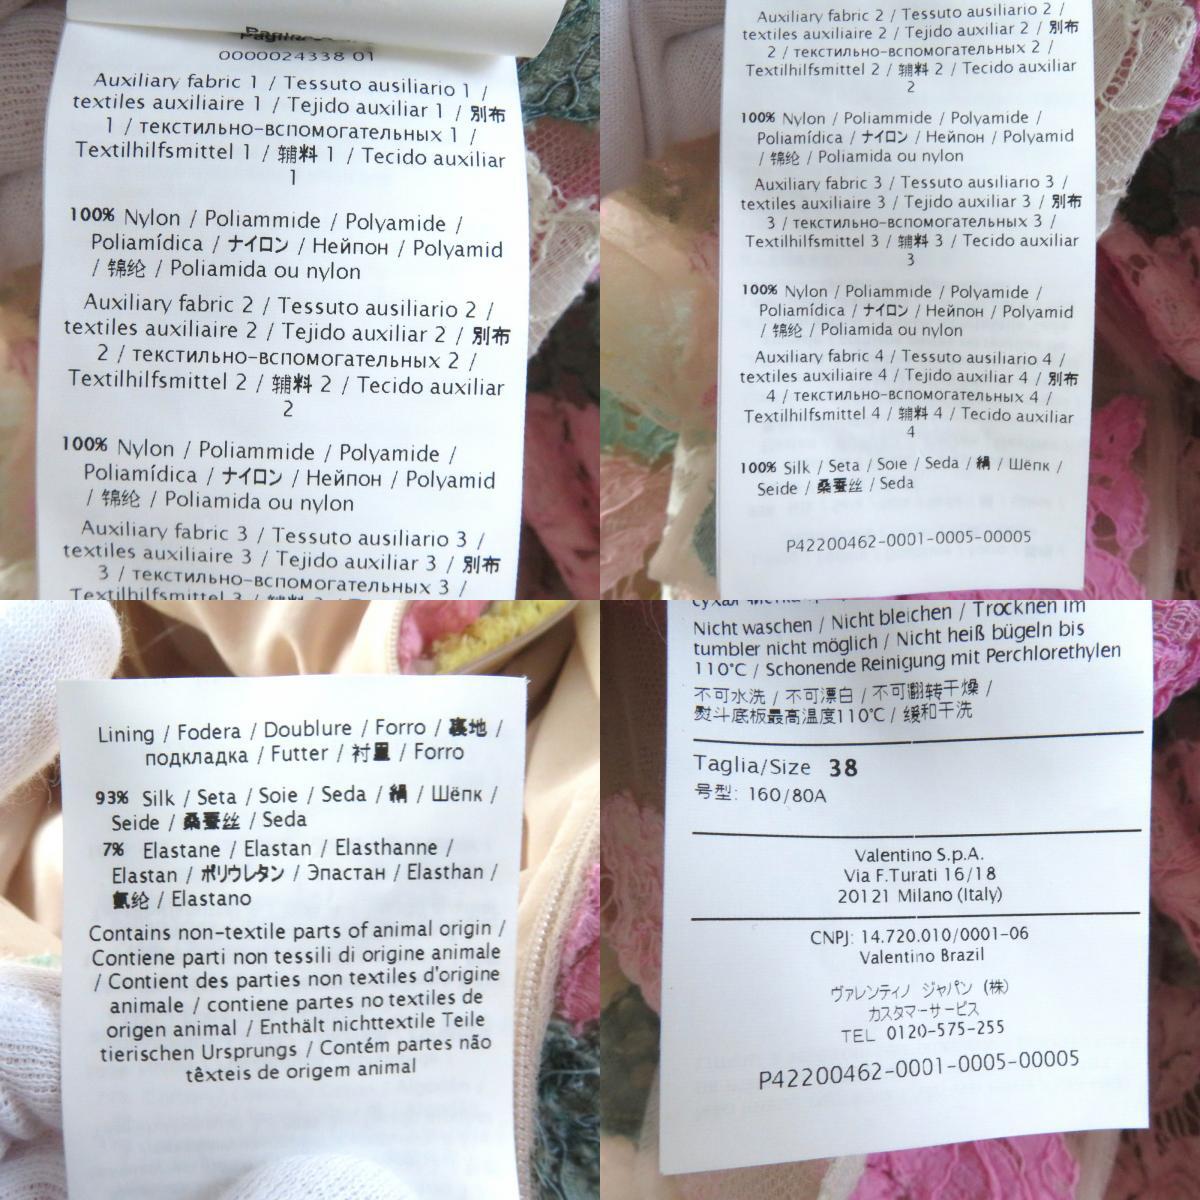 0000024338 01
Auxiliary fabric 1 / Tessuto ausiliario 1 /
textiles auxiliaire 1 / Tejido auxiliar 1 / 別布
1 / текстильно-вспомогательных 1 /
Textilhilfsmittel 1 / 辅料 1 / Tecido auxiliar
1
100% Nylon / Poliammide / Polyamide /
Poliamídica / ナイロン / Нейлон / Polyamid
/ 锦纶 / Poliamida ou nylon
Auxiliary fabric 2 / Tessuto ausiliario 2 /
textiles auxiliaire 2 / Tejido auxiliar 2 / 別布
2 / текстильно-вспомогательных 2 /
Textilhilfsmittel 2 / 辅料 2 / Tecido auxiliar
2
100% Nylon / Poliammide / Polyamide /
Poliamídica / ナイロン / Нейлон / Polyamid
/ 锦纶 / Poliamida ou nylon
Auxiliary fabric 3 / Tessuto ausiliario 3 /
textiles auxiliaire 3 / Tejido auxiliar 3 / 別布
3 / текстильно-вспомогательных 3 /
Textilhilfsmittel 3 / 辅料
Auxiliary fabric 2 / Tessuto ausiliario 2 /
textiles auxiliaire 2 / Tejido auxiliar 2 / 別布
2 / текстильно-вспомогательных 2 /
Textilhilfsmittel 2 / 辅料 2 / Tecido auxiliar
2
100% Nylon / Poliammide / Polyamide /
Poliamídica / ナイロン / Нейлон / Polyamid
/ 锦纶 / Poliamida ou nylon
Auxiliary fabric 3 / Tessuto ausiliario 3 /
textiles auxiliaire 3 / Tejido auxiliar 3 / 別布
3 / текстильно-вспомогательных 3 /
Textilhilfsmittel 3 / 辅料 3 / Tecido auxiliar
3
100% Nylon / Poliammide / Polyamide /
Poliamídica / ナイロン / Нейлон / Polyamid
/ 锦纶 / Poliamida ou nylon
Auxiliary fabric 4 / Tessuto ausiliario 4 /
textiles auxiliaire 4 / Tejido auxiliar 4 / 別布
4 / текстильно-вспомогательных 4 /
Textilhilfsmittel 4 / 辅料 4 / Tecido auxiliar
4
100% Silk / Seta / Soie / Seda / 絹 / Шёлк /
Seide / 桑蚕丝 / Seda
P42200462-0001-0005-00005
Lining / Fodera / Doublure / Forro / 裏地 /
подкладка / Futter / 衬里 / Forro
93% Silk / Seta / Soie / Seda / 絹 / Шёлк /
Seide / 桑蚕丝 / Seda
7% Elastane / Elastan / Elasthanne /
Elastan / ポリウレタン / Эластан / Elasthan /
氨纶 / Elastano
Contains non-textile parts of animal origin /
Contiene parti non tessili di origine animale
/ Contient des parties non textiles d'origine
animale / contiene partes no textiles de
origen animal / Enthält nichttextile Teile
tierischen Ursprungs / Contém partes não
têxteis de origem animal
Nicht waschen / Nicht bleichen / Trocknen im
tumbler nicht möglich / Nicht heiß bügeln bis
110°C / Schonende Reinigung mit Perchlorethylen
不可水洗 / 不可漂白 / 不可翻转干燥 /
熨斗底板最高温度110℃ / 缓和干洗
Taglia/Size 38
号型: 160/80A
Valentino S.p.A.
Via F.Turati 16/18
20121 Milano (Italy)
CNPJ: 14.720.010/0001-06
Valentino Brazil
ヴァレンティノ ジャパン (株)
カスタマーサービス
TEL 0120-575-255
P42200462-0001-0005-00005